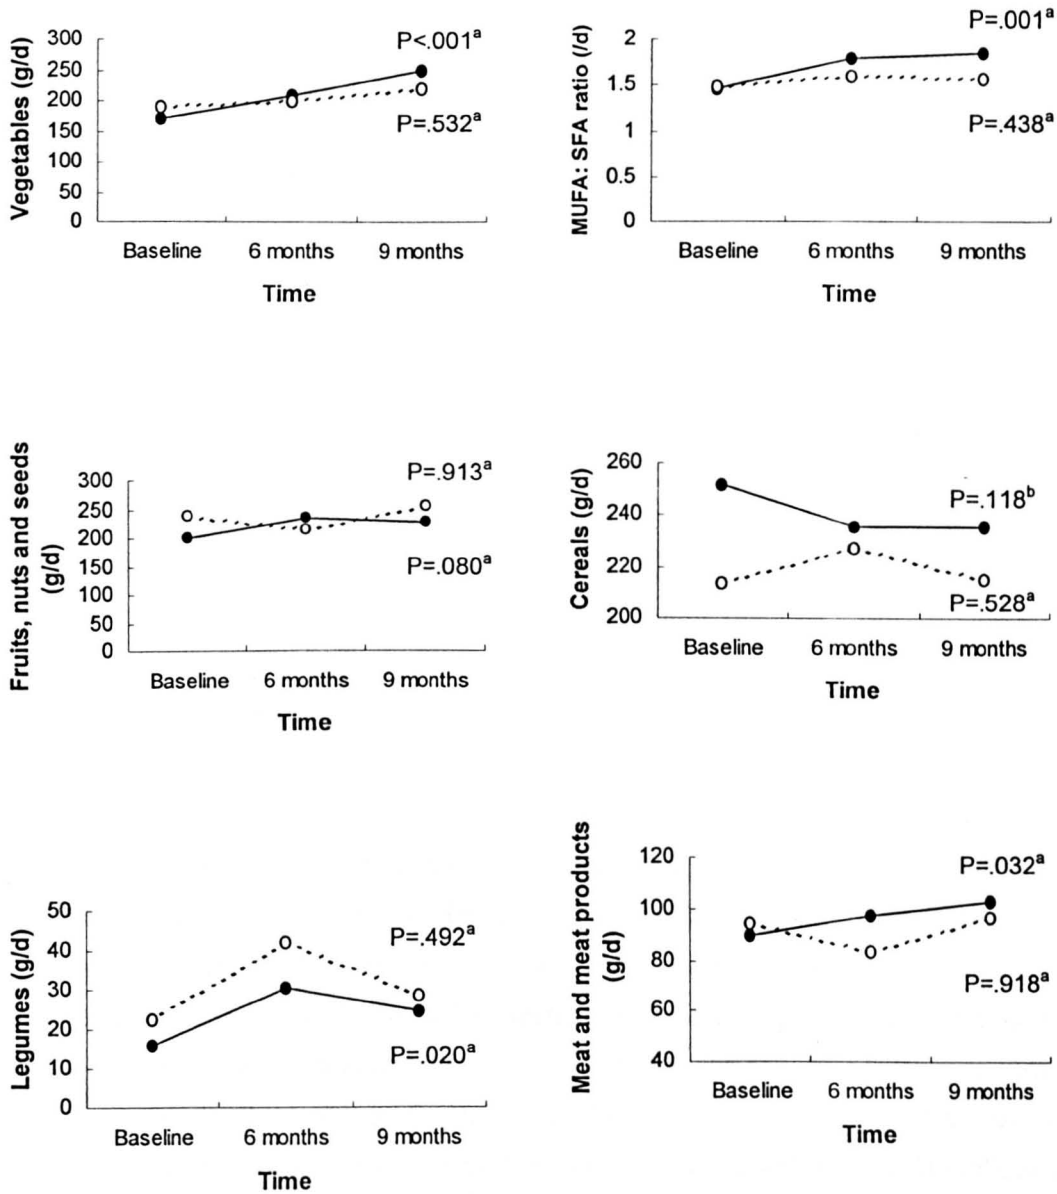 Vegetables (g/d)
300
250
200
150
100
50
0
P<.001ᵃ
P=.532ᵃ
Baseline 6 months 9 months
Time
MUFA: SFA ratio (/d)
2
1.5
1
0.5
0
P=.001ᵃ
P=.438ᵃ
Baseline 6 months 9 months
Time
Fruits, nuts and seeds
(g/d)
300
250
200
150
100
50
0
P=.913ᵃ
P=.080ᵃ
Baseline 6 months 9 months
Time
Cereals (g/d)
260
240
220
200
P=.118ᵇ
P=.528ᵃ
Baseline 6 months 9 months
Time
Legumes (g/d)
50
40
30
20
10
0
P=.492ᵃ
P=.020ᵃ
Baseline 6 months 9 months
Time
Meat and meat products
(g/d)
120
100
80
60
40
P=.032ᵃ
P=.918ᵃ
Baseline 6 months 9 months
Time